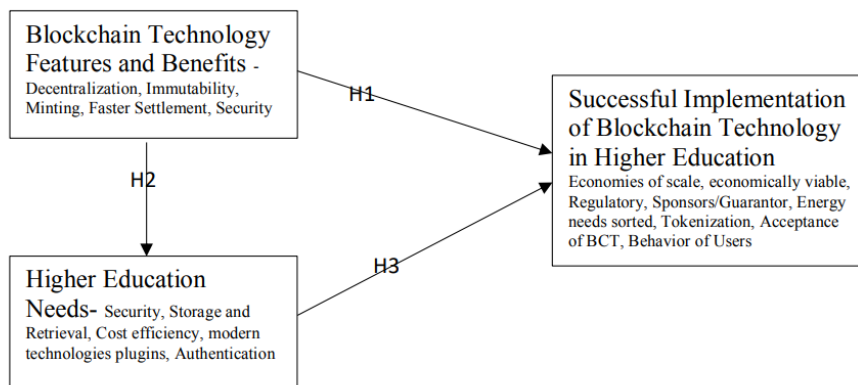 Blockchain Technology
Features and Benefits -
Decentralization, Immutability,
Minting, Faster Settlement, Security
H1
H2
Successful Implementation
of Blockchain Technology
in Higher Education
Economies of scale, economically viable,
Regulatory, Sponsors/Guarantor, Energy
needs sorted, Tokenization, Acceptance
of BCT, Behavior of Users
H3
Higher Education
Needs- Security, Storage and
Retrieval, Cost efficiency, modern
technologies plugins, Authentication